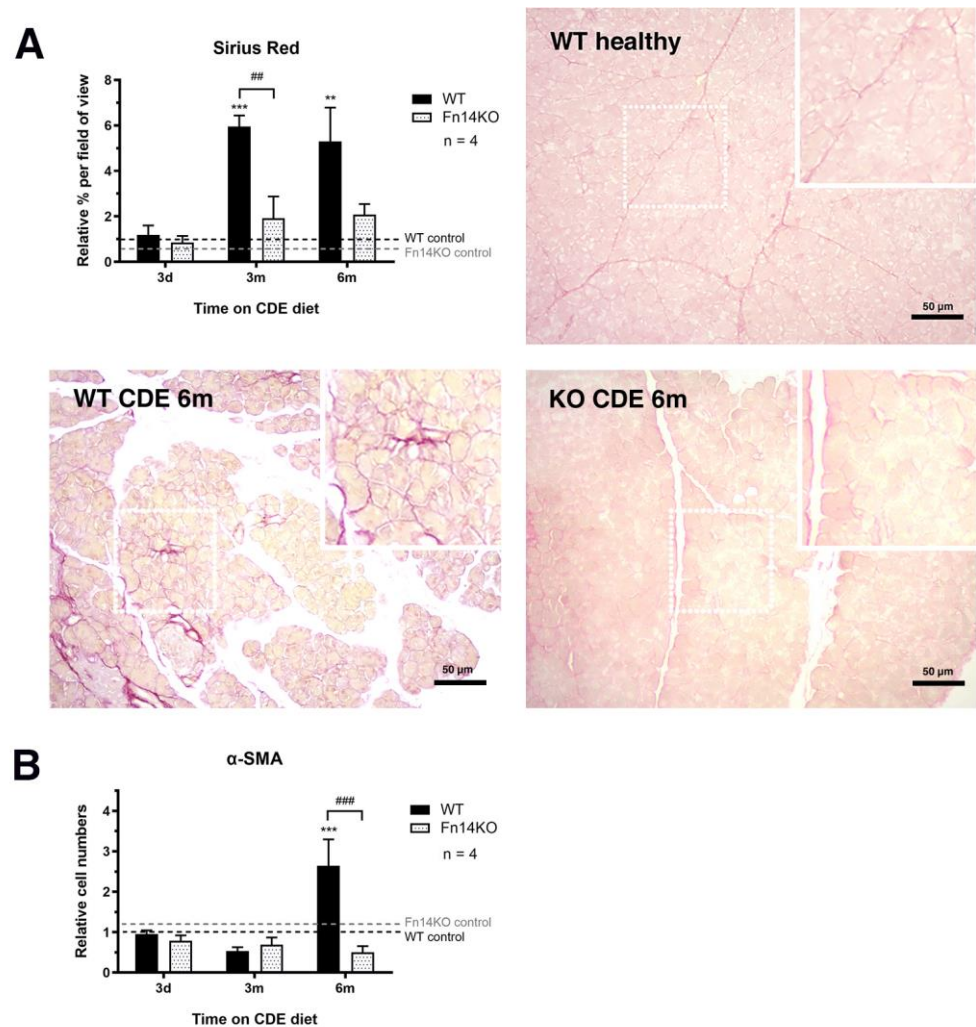 A
Sirius Red
Relative % per field of view
8
6
4
2
0
##
***
**
WT
Fn14KO
n = 4
WT control
Fn14KO control
3d 3m 6m
Time on CDE diet
WT healthy
50 µm
WT CDE 6m
50 µm
KO CDE 6m
50 µm
B
α-SMA
Relative cell numbers
4
3
2
1
0
###
***
WT
Fn14KO
n = 4
Fn14KO control
WT control
3d 3m 6m
Time on CDE diet